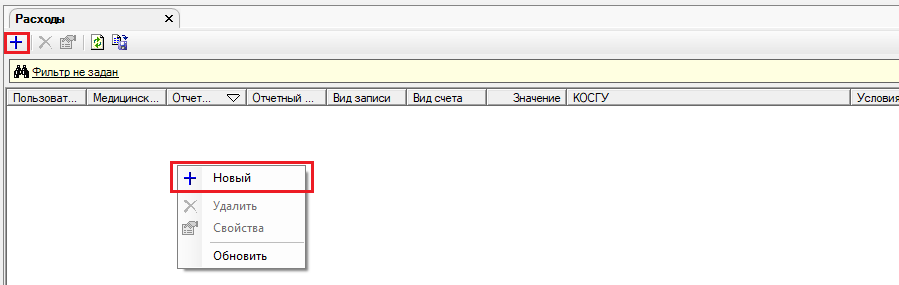 Расходы
Фильтр не задан
Пользоват... Медицинск... Отчет... Отчетный ... Вид записи Вид счета Значение КОСГУ Условия
Новый
Удалить
Свойства
Обновить